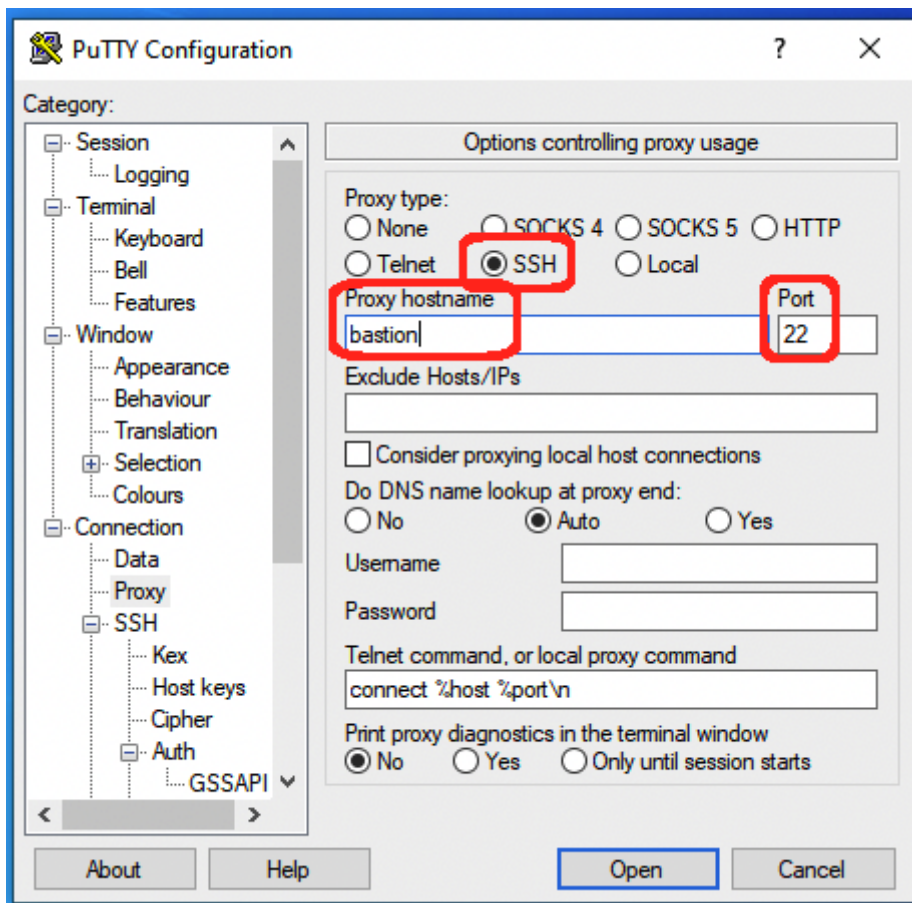 PuTTY Configuration ? ×
Category:
Session
Logging
Terminal
Keyboard
Bell
Features
Window
Appearance
Behaviour
Translation
Selection
Colours
Connection
Data
Proxy
SSH
Kex
Host keys
Cipher
Auth
GSSAPI
Options controlling proxy usage
Proxy type:
None SOCKS 4 SOCKS 5 HTTP
Telnet SSH Local
Proxy hostname Port
bastion 22
Exclude Hosts/IPs
Consider proxying local host connections
Do DNS name lookup at proxy end:
No Auto Yes
Username
Password
Telnet command, or local proxy command
connect %host %port\n
Print proxy diagnostics in the terminal window
No Yes Only until session starts
About Help Open Cancel